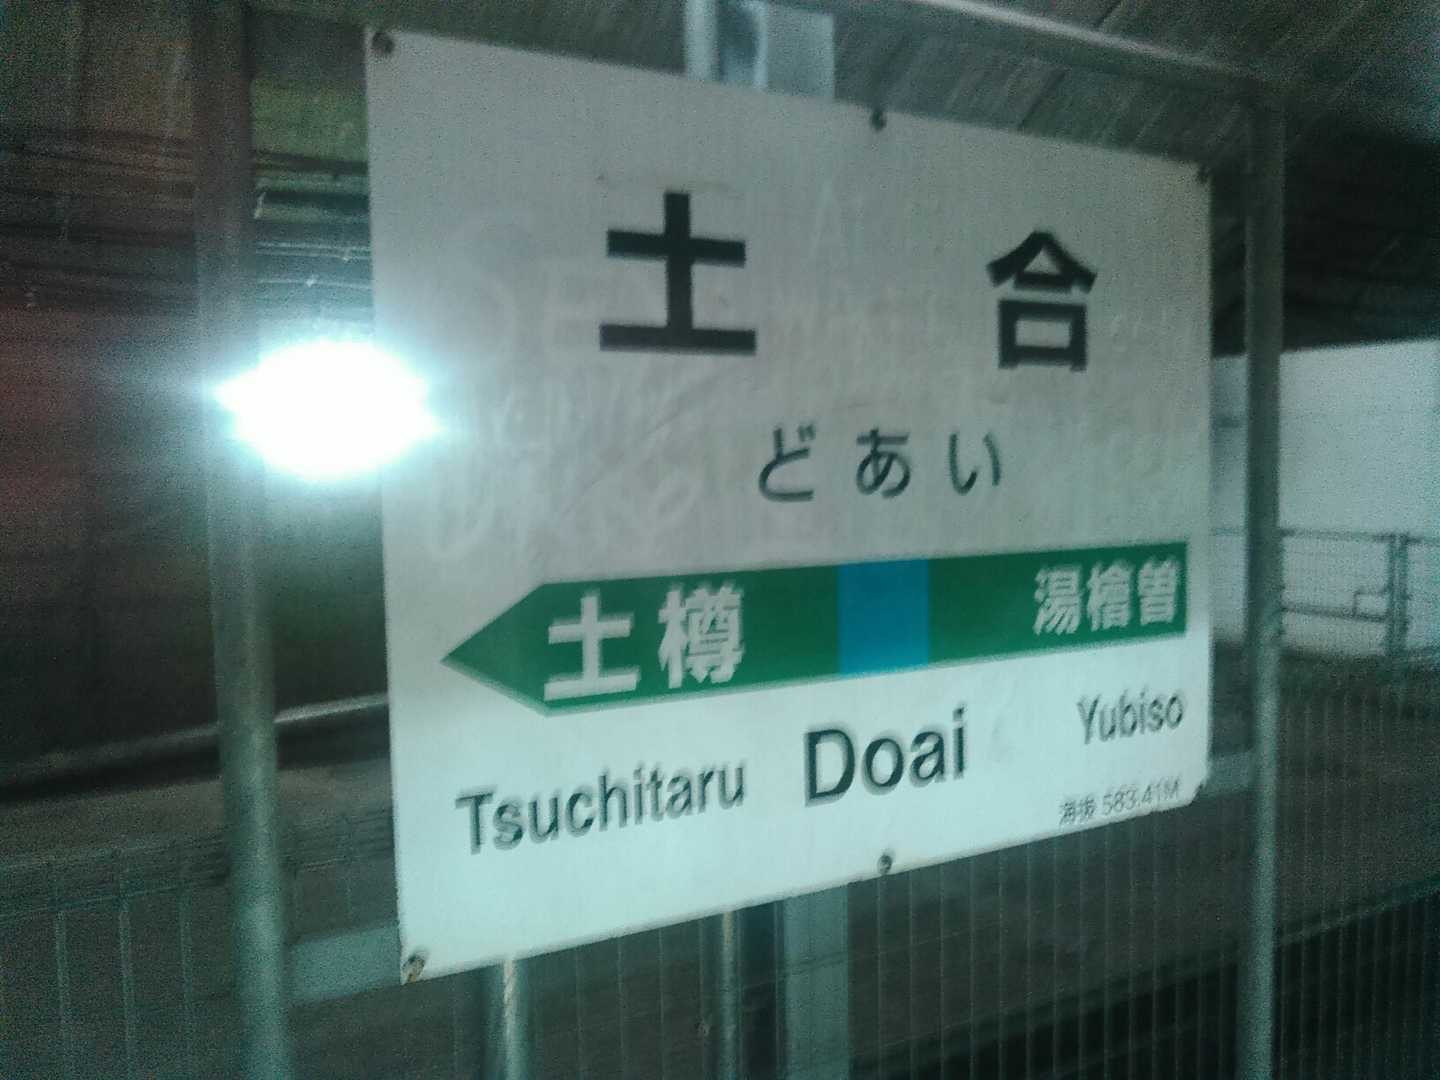 土合
どあい
土樽 湯檜曽
Tsuchitaru Doai Yubiso
海抜 583.41M